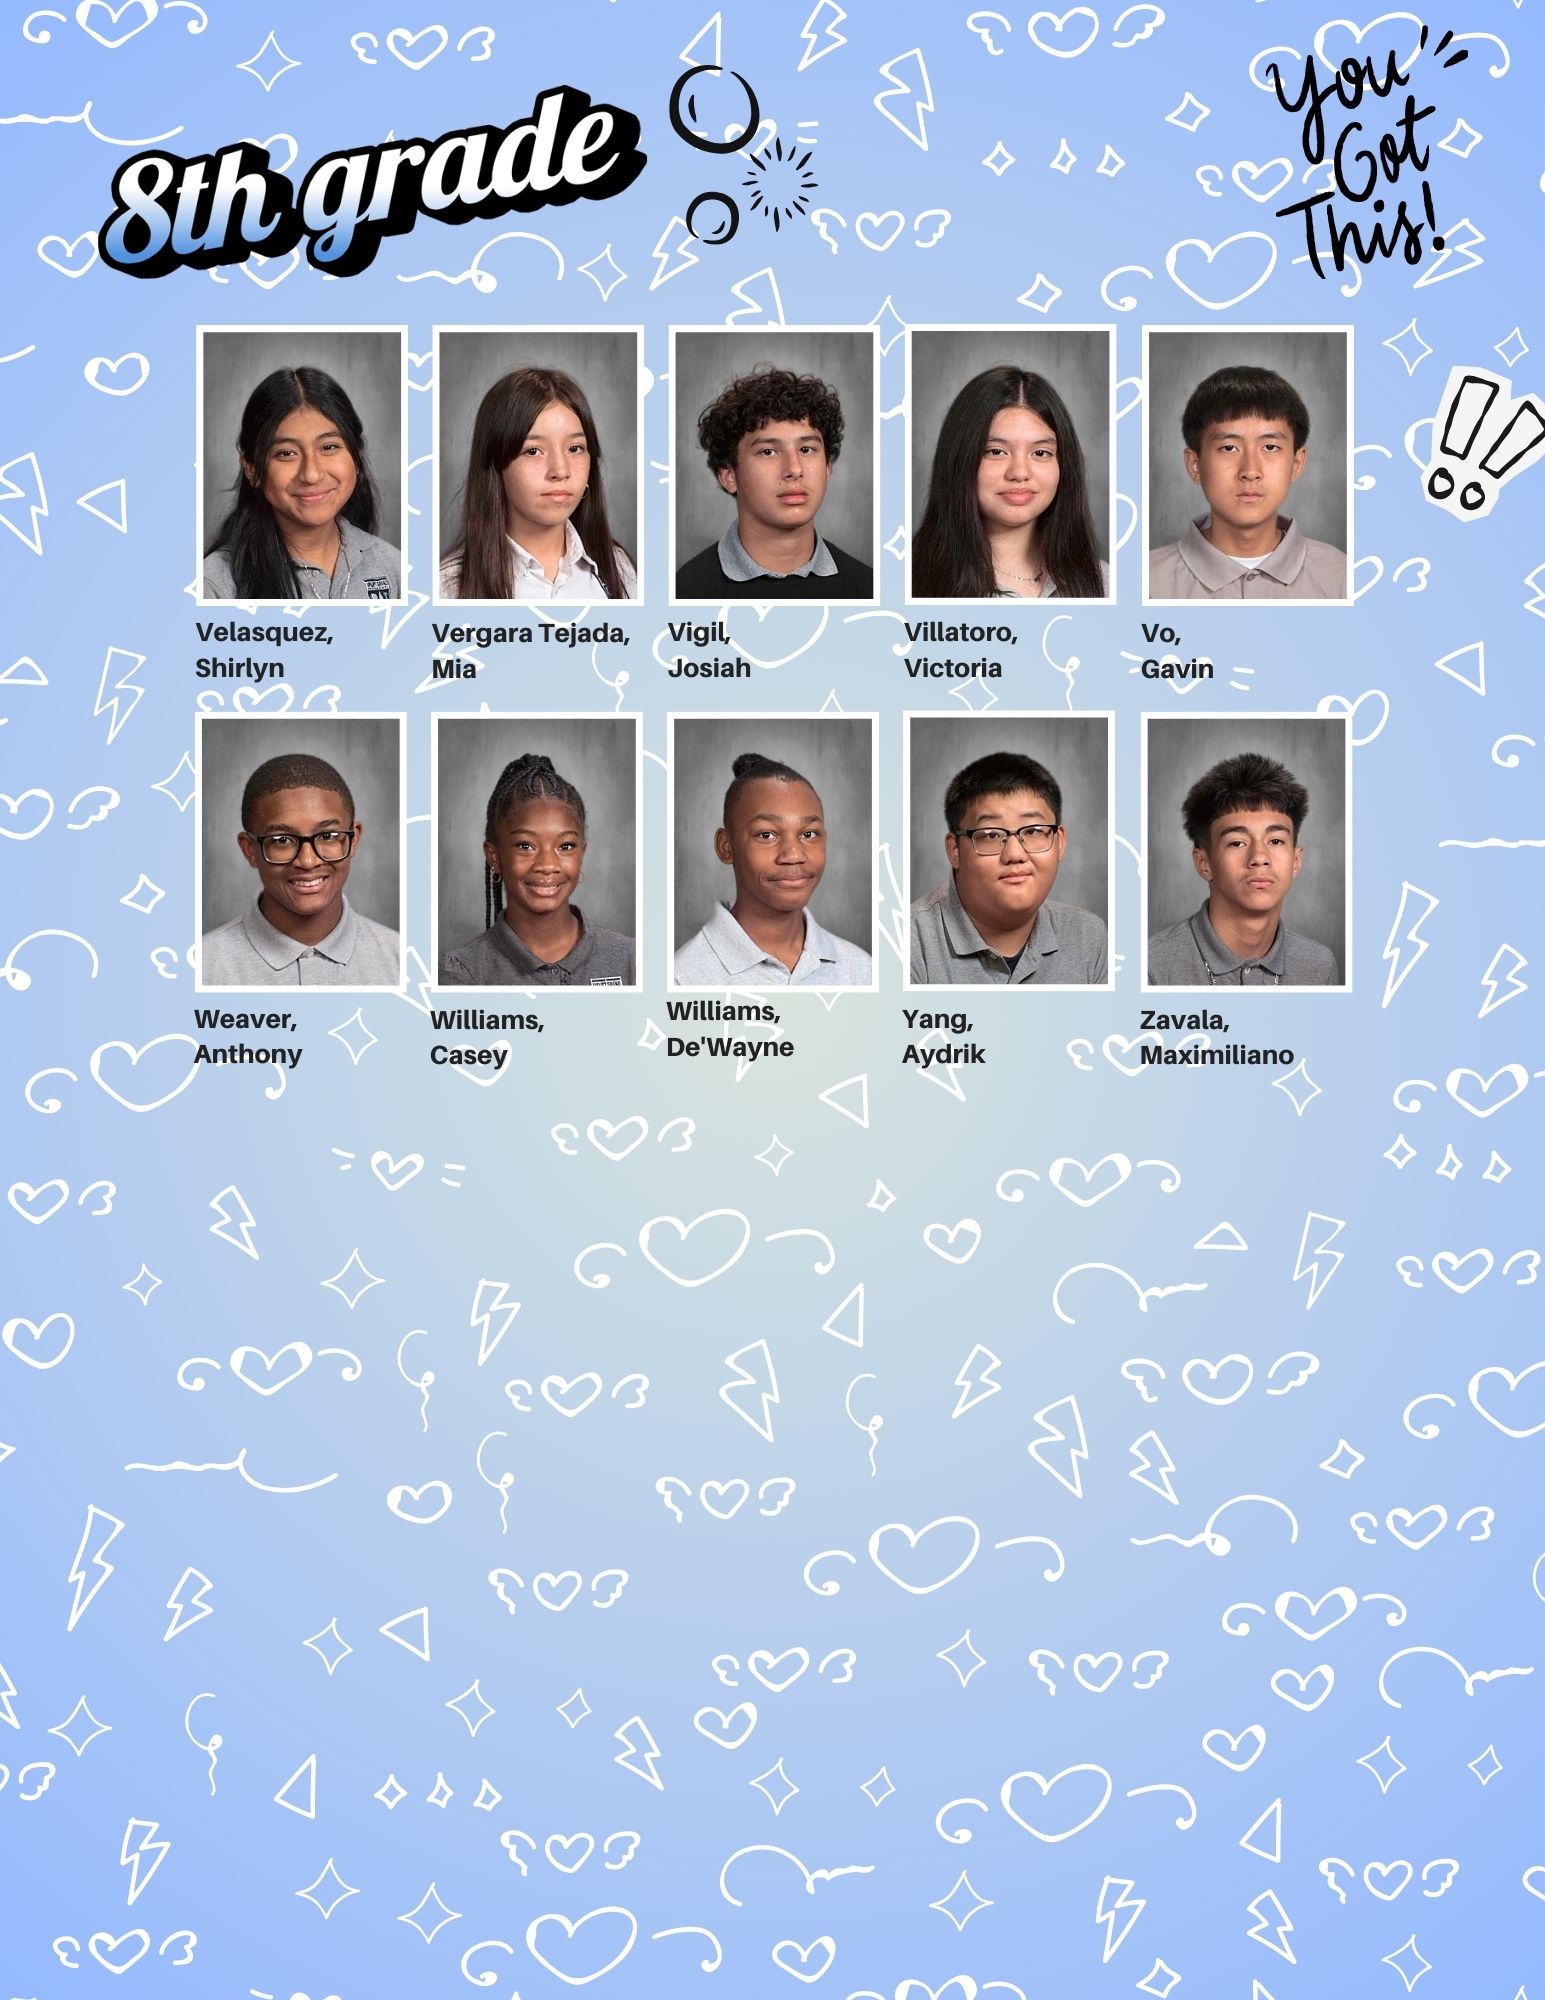 8th grade
You
Got
This!
!!
Velasquez,
Shirlyn
Vergara Tejada,
Mia
Vigil,
Josiah
Villatoro,
Victoria
Vo,
Gavin
Weaver,
Anthony
Williams,
Casey
Williams,
De'Wayne
Yang,
Aydrik
Zavala,
Maximiliano